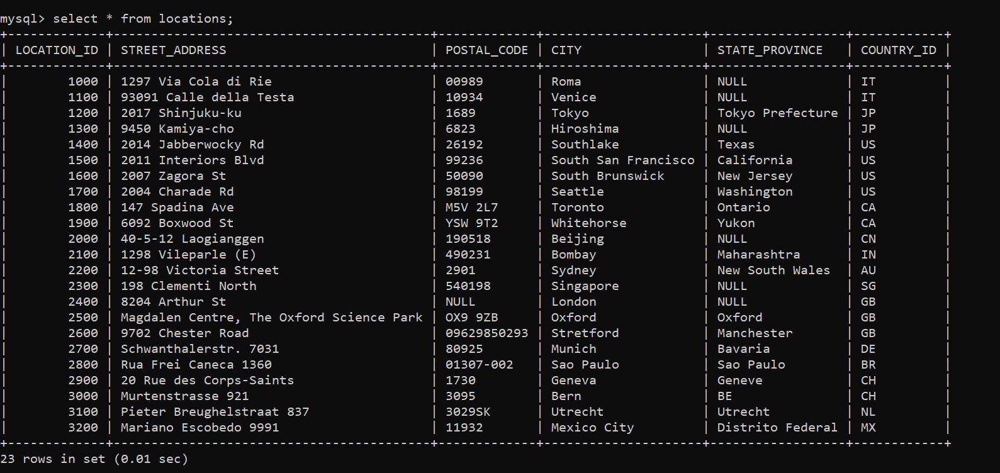 mysql> select * from locations;
+-------------+------------------------------------------+-------------+---------------------+------------------+------------+
| LOCATION_ID | STREET_ADDRESS                           | POSTAL_CODE | CITY                | STATE_PROVINCE   | COUNTRY_ID |
+-------------+------------------------------------------+-------------+---------------------+------------------+------------+
|        1000 | 1297 Via Cola di Rie                     | 00989       | Roma                | NULL             | IT         |
|        1100 | 93091 Calle della Testa                  | 10934       | Venice              | NULL             | IT         |
|        1200 | 2017 Shinjuku-ku                         | 1689        | Tokyo               | Tokyo Prefecture | JP         |
|        1300 | 9450 Kamiya-cho                          | 6823        | Hiroshima           | NULL             | JP         |
|        1400 | 2014 Jabberwocky Rd                      | 26192       | Southlake           | Texas            | US         |
|        1500 | 2011 Interiors Blvd                      | 99236       | South San Francisco | California       | US         |
|        1600 | 2007 Zagora St                           | 50090       | South Brunswick     | New Jersey       | US         |
|        1700 | 2004 Charade Rd                          | 98199       | Seattle             | Washington       | US         |
|        1800 | 147 Spadina Ave                          | M5V 2L7     | Toronto             | Ontario          | CA         |
|        1900 | 6092 Boxwood St                          | YSW 9T2     | Whitehorse          | Yukon            | CA         |
|        2000 | 40-5-12 Laogianggen                      | 190518      | Beijing             | NULL             | CN         |
|        2100 | 1298 Vileparle (E)                       | 490231      | Bombay              | Maharashtra      | IN         |
|        2200 | 12-98 Victoria Street                    | 2901        | Sydney              | New South Wales  | AU         |
|        2300 | 198 Clementi North                       | 540198      | Singapore           | NULL             | SG         |
|        2400 | 8204 Arthur St                           | NULL        | London              | NULL             | GB         |
|        2500 | Magdalen Centre, The Oxford Science Park | OX9 9ZB     | Oxford              | Oxford           | GB         |
|        2600 | 9702 Chester Road                        | 09629850293 | Stretford           | Manchester       | GB         |
|        2700 | Schwanthalerstr. 7031                    | 80925       | Munich              | Bavaria          | DE         |
|        2800 | Rua Frei Caneca 1360                     | 01307-002   | Sao Paulo           | Sao Paulo        | BR         |
|        2900 | 20 Rue des Corps-Saints                  | 1730        | Geneva              | Geneve           | CH         |
|        3000 | Murtenstrasse 921                        | 3095        | Bern                | BE               | CH         |
|        3100 | Pieter Breughelstraat 837                | 3029SK      | Utrecht             | Utrecht          | NL         |
|        3200 | Mariano Escobedo 9991                    | 11932       | Mexico City         | Distrito Federal | MX         |
+-------------+------------------------------------------+-------------+---------------------+------------------+------------+
23 rows in set (0.01 sec)